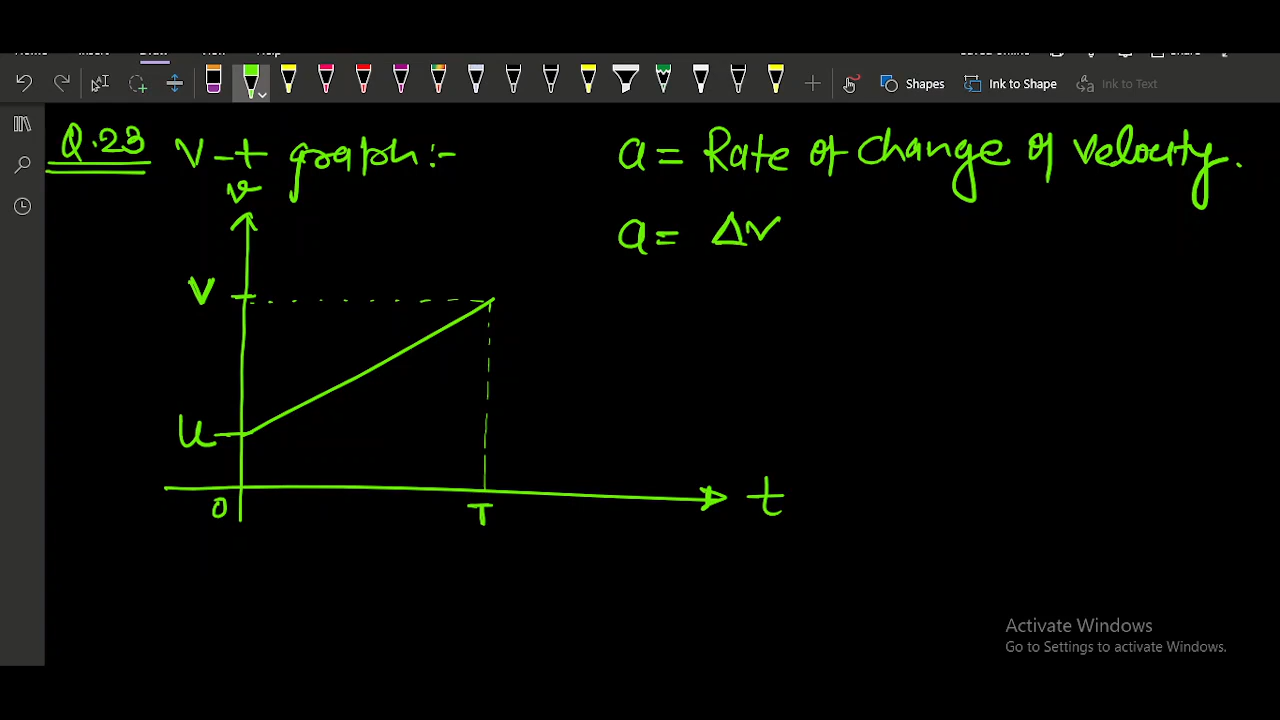 Shapes
Ink to Shape
Ink to Text
Q.23 V-t graph:-
a = Rate of change of velocity.
a = ΔV
v
V
U
O
T
t
Activate Windows
Go to Settings to activate Windows.